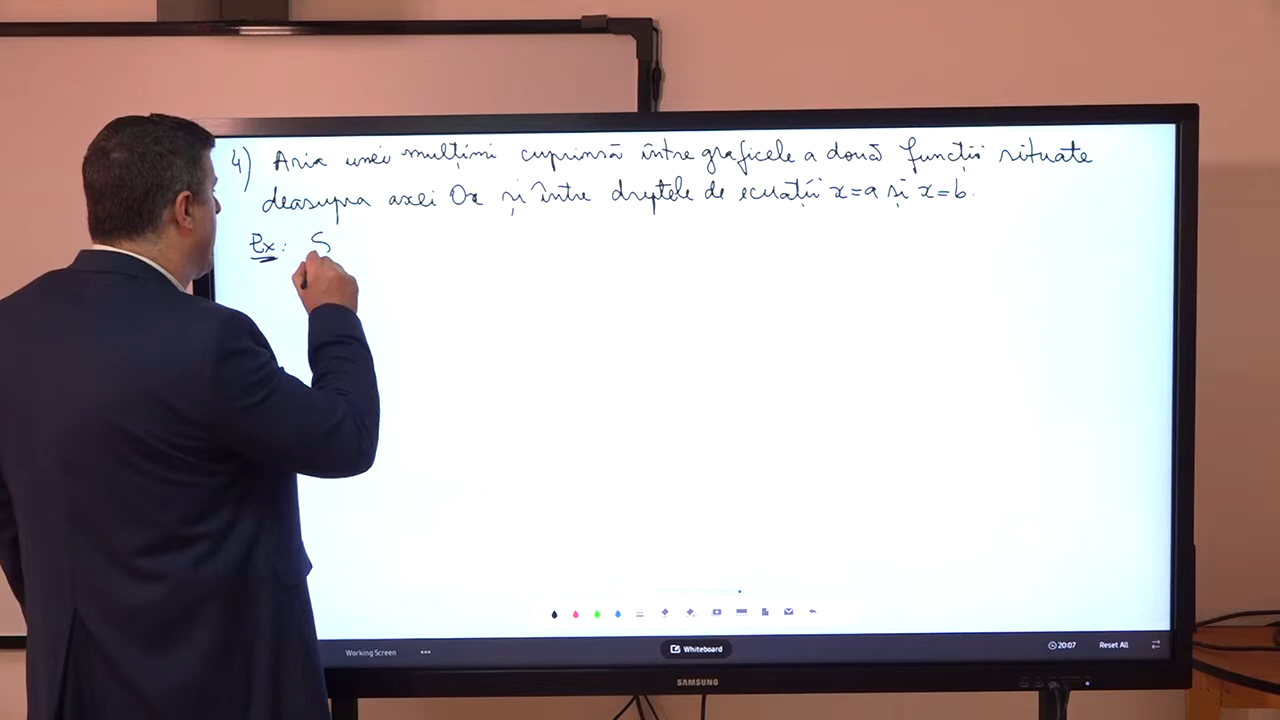 4) Aria unei mulțimi cuprinsă între graficele a două funcții situate
deasupra axei Ox și între dreptele de ecuații x=a și x=b.
Ex: S
Working Screen
Whiteboard
20:07
Reset All
SAMSUNG